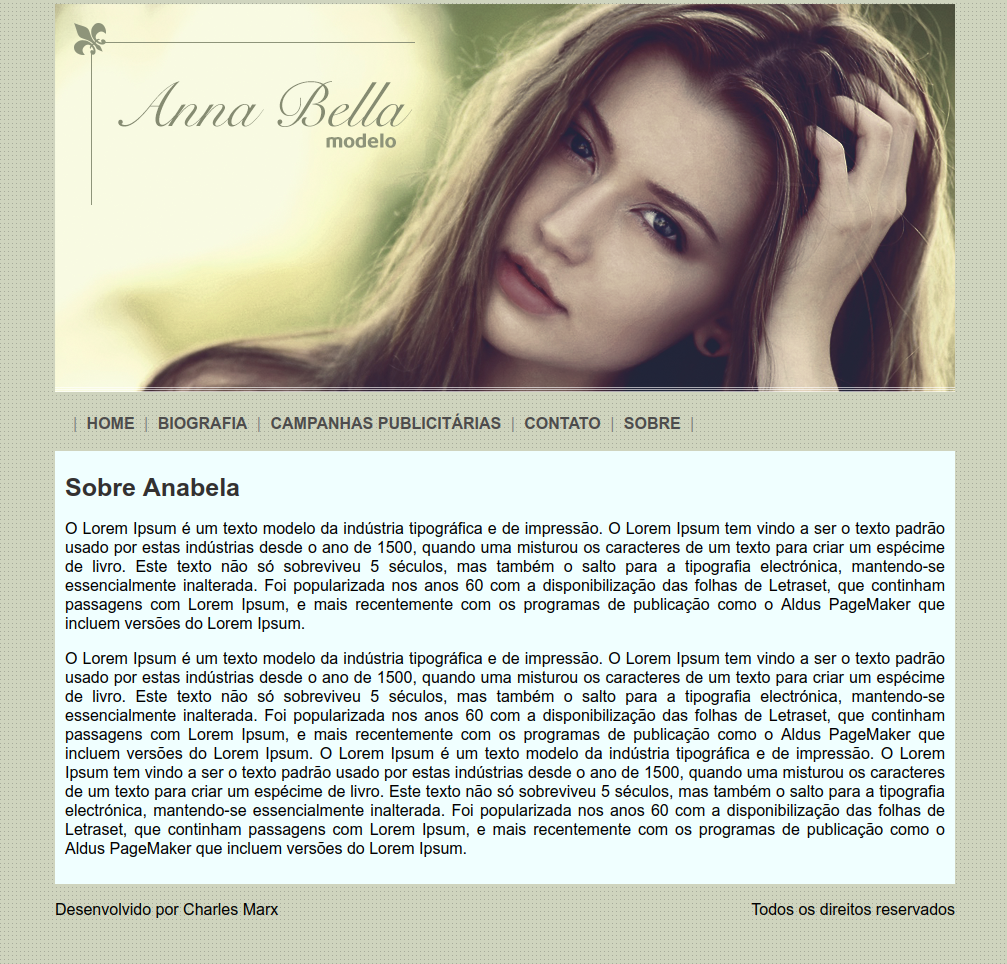 Anna Bella
modelo
| HOME | BIOGRAFIA | CAMPANHAS PUBLICITÁRIAS | CONTATO | SOBRE |
Sobre Anabela
O Lorem Ipsum é um texto modelo da indústria tipográfica e de impressão. O Lorem Ipsum tem vindo a ser o texto padrão
usado por estas indústrias desde o ano de 1500, quando uma misturou os caracteres de um texto para criar um espécime
de livro. Este texto não só sobreviveu 5 séculos, mas também o salto para a tipografia electrónica, mantendo-se
essencialmente inalterada. Foi popularizada nos anos 60 com a disponibilização das folhas de Letraset, que continham
passagens com Lorem Ipsum, e mais recentemente com os programas de publicação como o Aldus PageMaker que
incluem versões do Lorem Ipsum.
O Lorem Ipsum é um texto modelo da indústria tipográfica e de impressão. O Lorem Ipsum tem vindo a ser o texto padrão
usado por estas indústrias desde o ano de 1500, quando uma misturou os caracteres de um texto para criar um espécime
de livro. Este texto não só sobreviveu 5 séculos, mas também o salto para a tipografia electrónica, mantendo-se
essencialmente inalterada. Foi popularizada nos anos 60 com a disponibilização das folhas de Letraset, que continham
passagens com Lorem Ipsum, e mais recentemente com os programas de publicação como o Aldus PageMaker que
incluem versões do Lorem Ipsum. O Lorem Ipsum é um texto modelo da indústria tipográfica e de impressão. O Lorem
Ipsum tem vindo a ser o texto padrão usado por estas indústrias desde o ano de 1500, quando uma misturou os caracteres
de um texto para criar um espécime de livro. Este texto não só sobreviveu 5 séculos, mas também o salto para a tipografia
electrónica, mantendo-se essencialmente inalterada. Foi popularizada nos anos 60 com a disponibilização das folhas de
Letraset, que continham passagens com Lorem Ipsum, e mais recentemente com os programas de publicação como o
Aldus PageMaker que incluem versões do Lorem Ipsum.
Desenvolvido por Charles Marx
Todos os direitos reservados